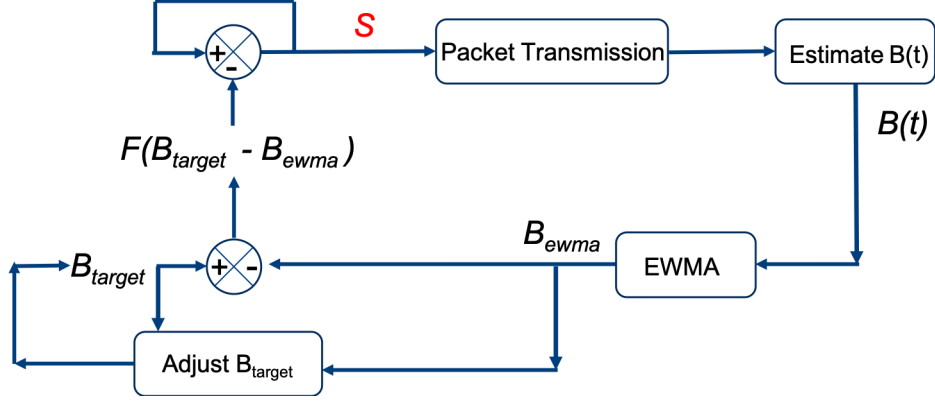 S
+
-
Packet Transmission
Estimate B(t)
B(t)
F(B_target - B_ewma)
B_ewma
B_target
+ -
EWMA
Adjust B_target